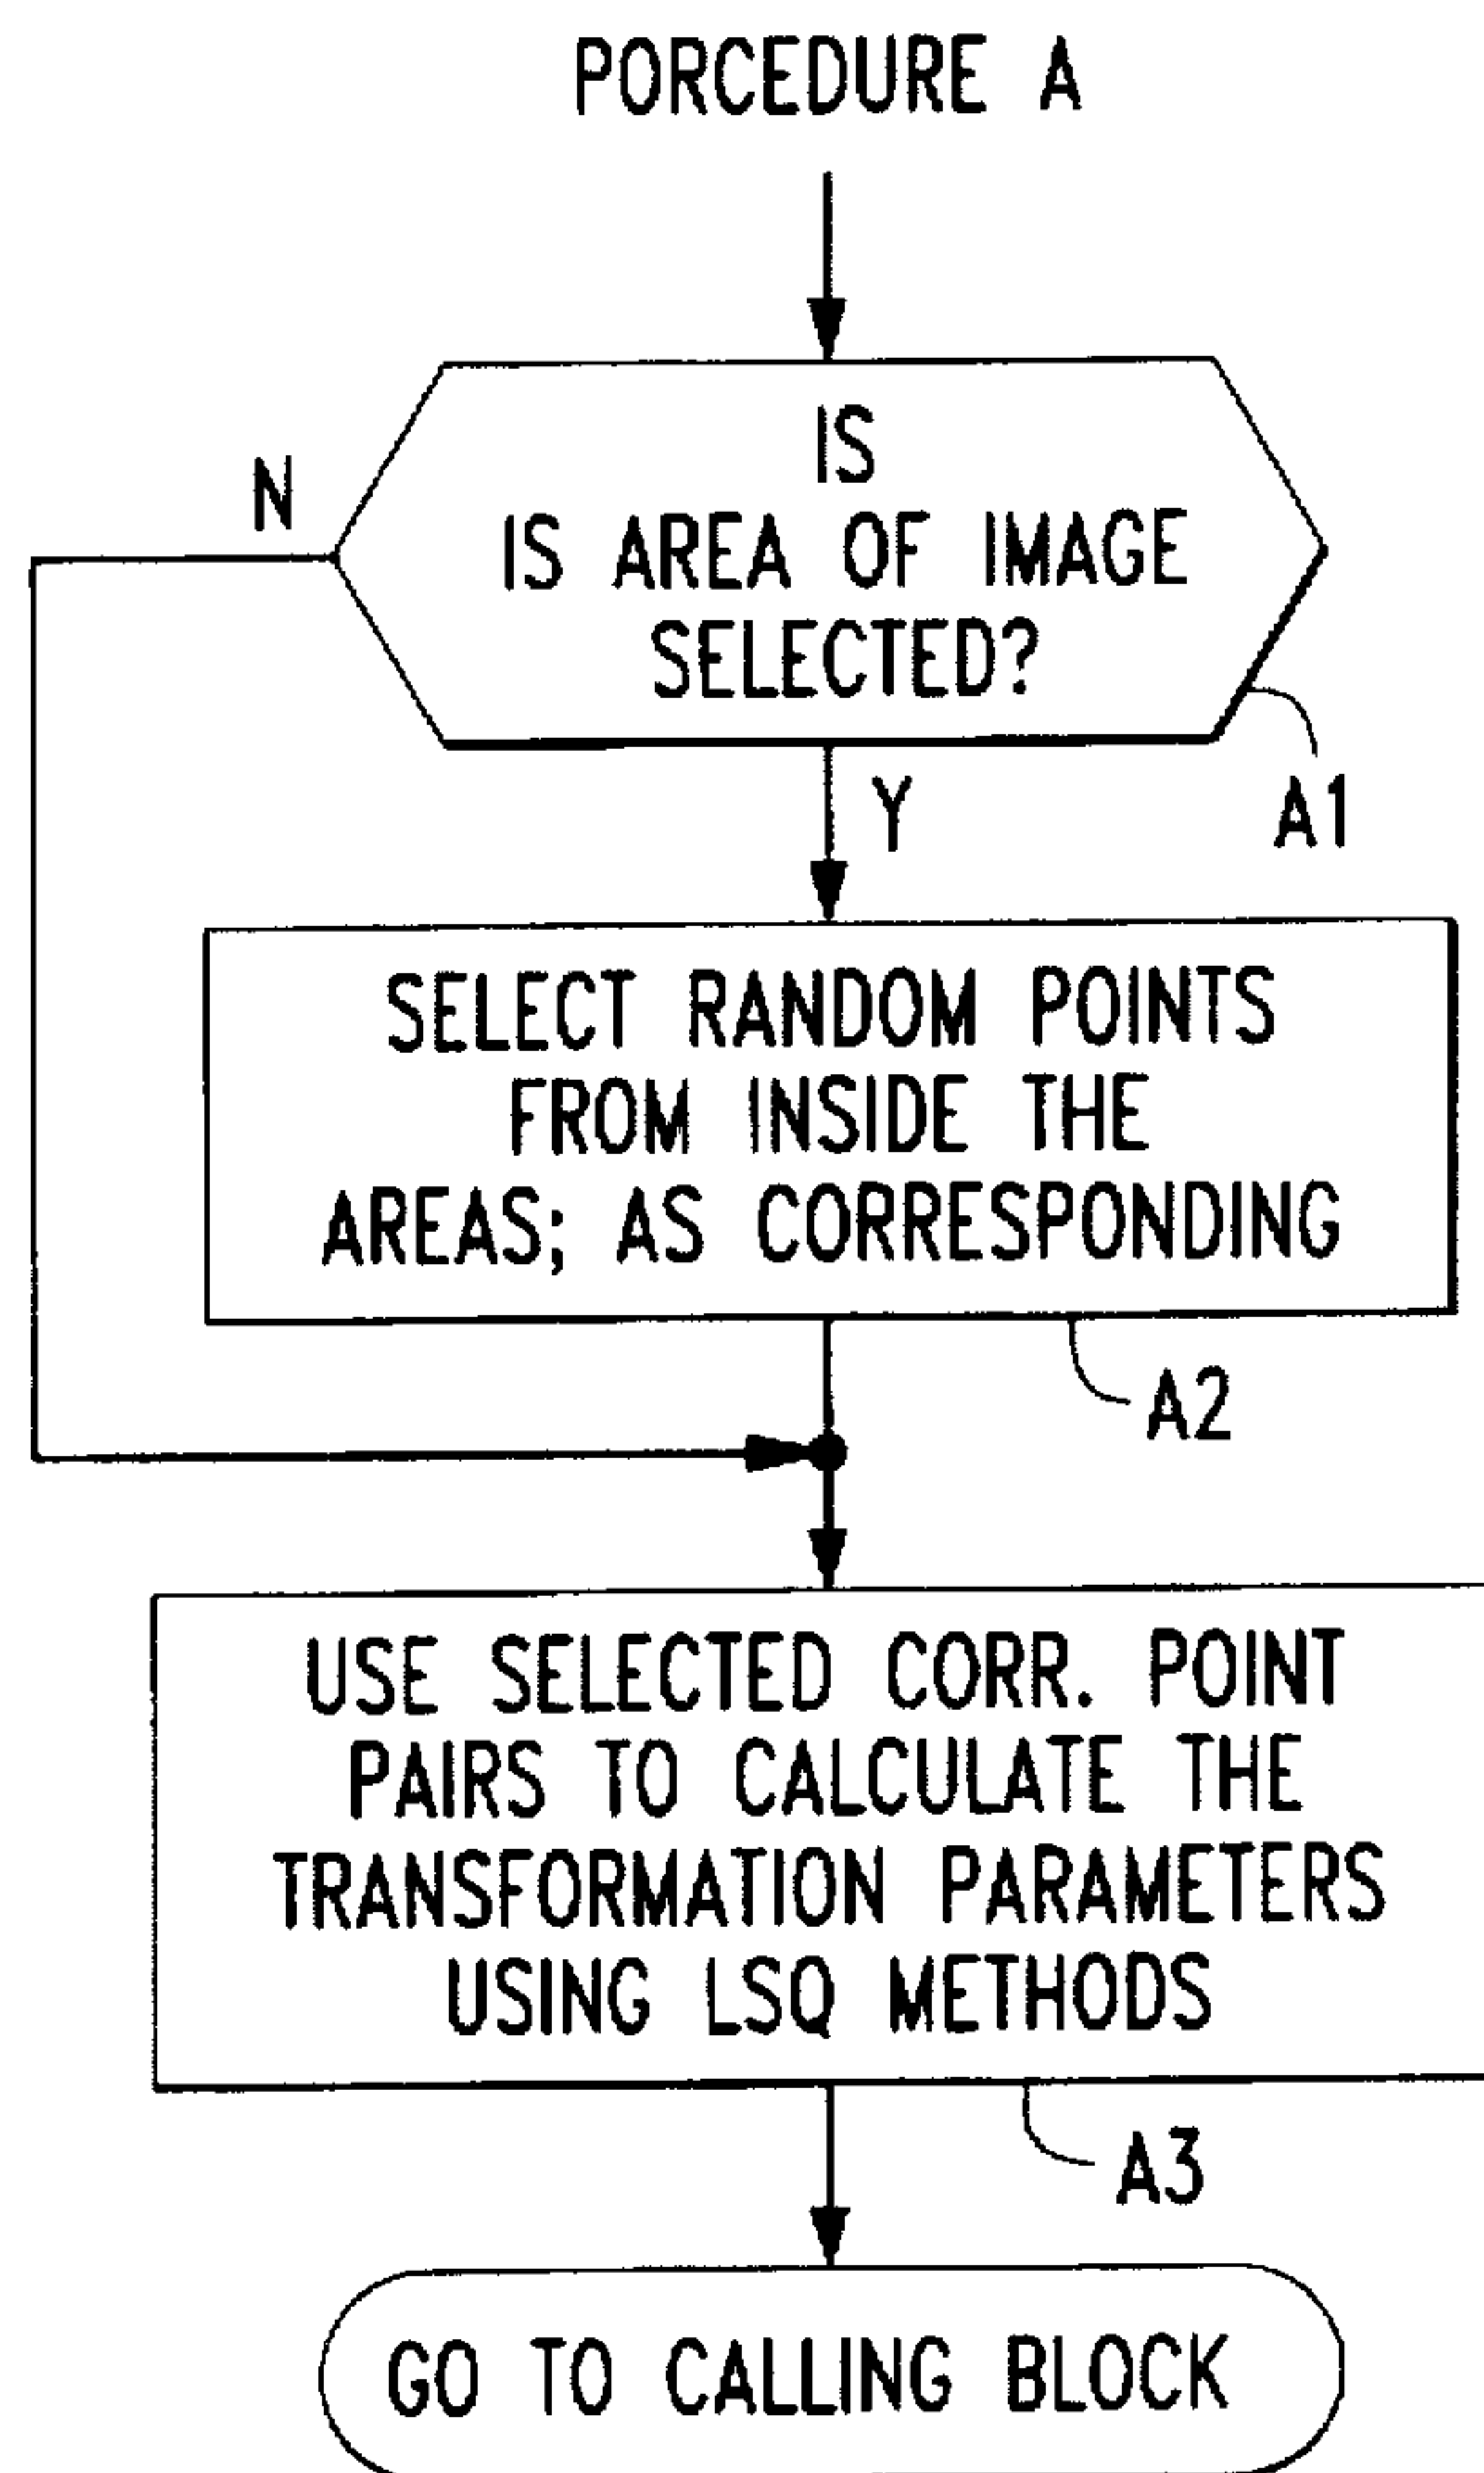 PORCEDURE A
IS
IS AREA OF IMAGE
SELECTED?
N
Y
A1
SELECT RANDOM POINTS
FROM INSIDE THE
AREAS; AS CORRESPONDING
A2
USE SELECTED CORR. POINT
PAIRS TO CALCULATE THE
TRANSFORMATION PARAMETERS
USING LSQ METHODS
A3
GO TO CALLING BLOCK